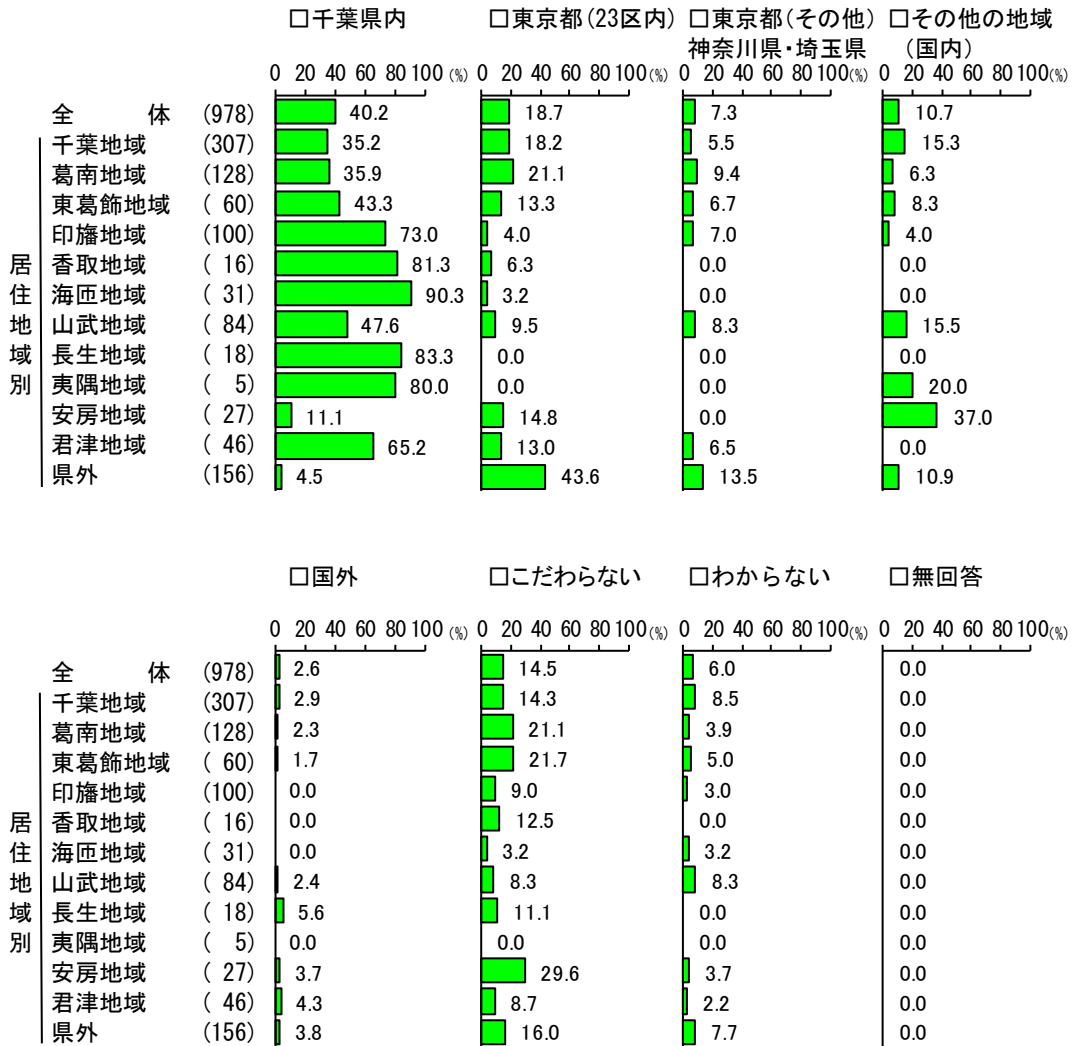 □千葉県内 □東京都(23区内) □東京都(その他) □その他の地域
神奈川県・埼玉県 (国内)
0 20 40 60 80 100(%) 0 20 40 60 80 100(%) 0 20 40 60 80 100(%) 0 20 40 60 80 100(%)
全体 (978) 40.2 18.7 7.3 10.7
千葉地域 (307) 35.2 18.2 5.5 15.3
葛南地域 (128) 35.9 21.1 9.4 6.3
東葛飾地域 ( 60) 43.3 13.3 6.7 8.3
印旛地域 (100) 73.0 4.0 7.0 4.0
居 香取地域 ( 16) 81.3 6.3 0.0 0.0
住 海匝地域 ( 31) 90.3 3.2 0.0 0.0
地 山武地域 ( 84) 47.6 9.5 8.3 15.5
域 長生地域 ( 18) 83.3 0.0 0.0 0.0
別 夷隅地域 ( 5) 80.0 0.0 0.0 20.0
安房地域 ( 27) 11.1 14.8 0.0 37.0
君津地域 ( 46) 65.2 13.0 6.5 0.0
県外 (156) 4.5 43.6 13.5 10.9
□国外 □こだわらない □わからない □無回答
0 20 40 60 80 100(%) 0 20 40 60 80 100(%) 0 20 40 60 80 100(%) 0 20 40 60 80 100(%)
全体 (978) 2.6 14.5 6.0 0.0
千葉地域 (307) 2.9 14.3 8.5 0.0
葛南地域 (128) 2.3 21.1 3.9 0.0
東葛飾地域 ( 60) 1.7 21.7 5.0 0.0
印旛地域 (100) 0.0 9.0 3.0 0.0
居 香取地域 ( 16) 0.0 12.5 0.0 0.0
住 海匝地域 ( 31) 0.0 3.2 3.2 0.0
地 山武地域 ( 84) 2.4 8.3 8.3 0.0
域 長生地域 ( 18) 5.6 11.1 0.0 0.0
別 夷隅地域 ( 5) 0.0 0.0 0.0 0.0
安房地域 ( 27) 3.7 29.6 3.7 0.0
君津地域 ( 46) 4.3 8.7 2.2 0.0
県外 (156) 3.8 16.0 7.7 0.0